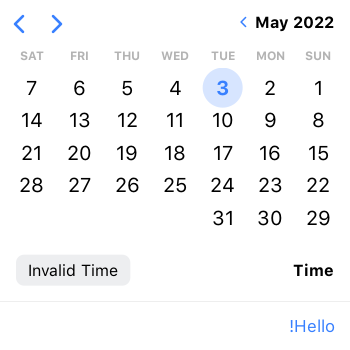 May 2022
SUN MON TUE WED THU FRI SAT
1 2 3 4 5 6 7
8 9 10 11 12 13 14
15 16 17 18 19 20 21
22 23 24 25 26 27 28
29 30 31
Time Invalid Time
!Hello